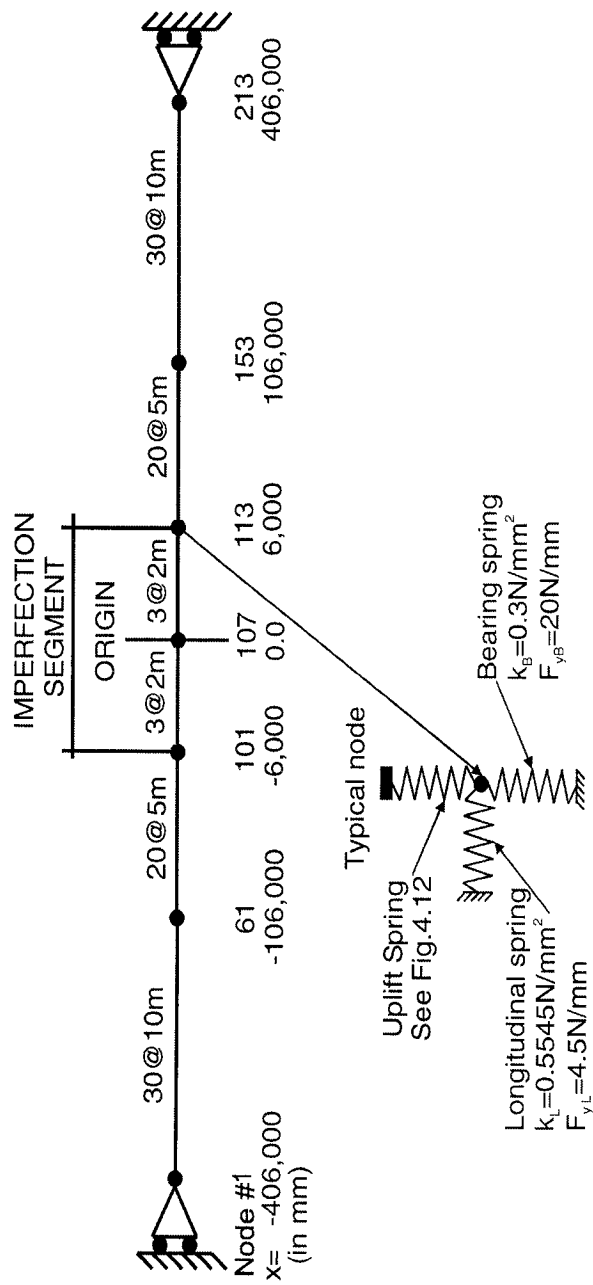 IMPERFECTION
SEGMENT
ORIGIN
30@10m
20@5m
3@2m
3@2m
20@5m
30@10m
Node #1
61
101
107
113
153
213
x= -406,000
-106,000
-6,000
0.0
6,000
106,000
406,000
(in mm)
Typical node
Uplift Spring
See Fig.4.12
Longitudinal spring
kL=0.5545N/mm²
FyL=4.5N/mm
Bearing spring
kB=0.3N/mm²
FyB=20N/mm